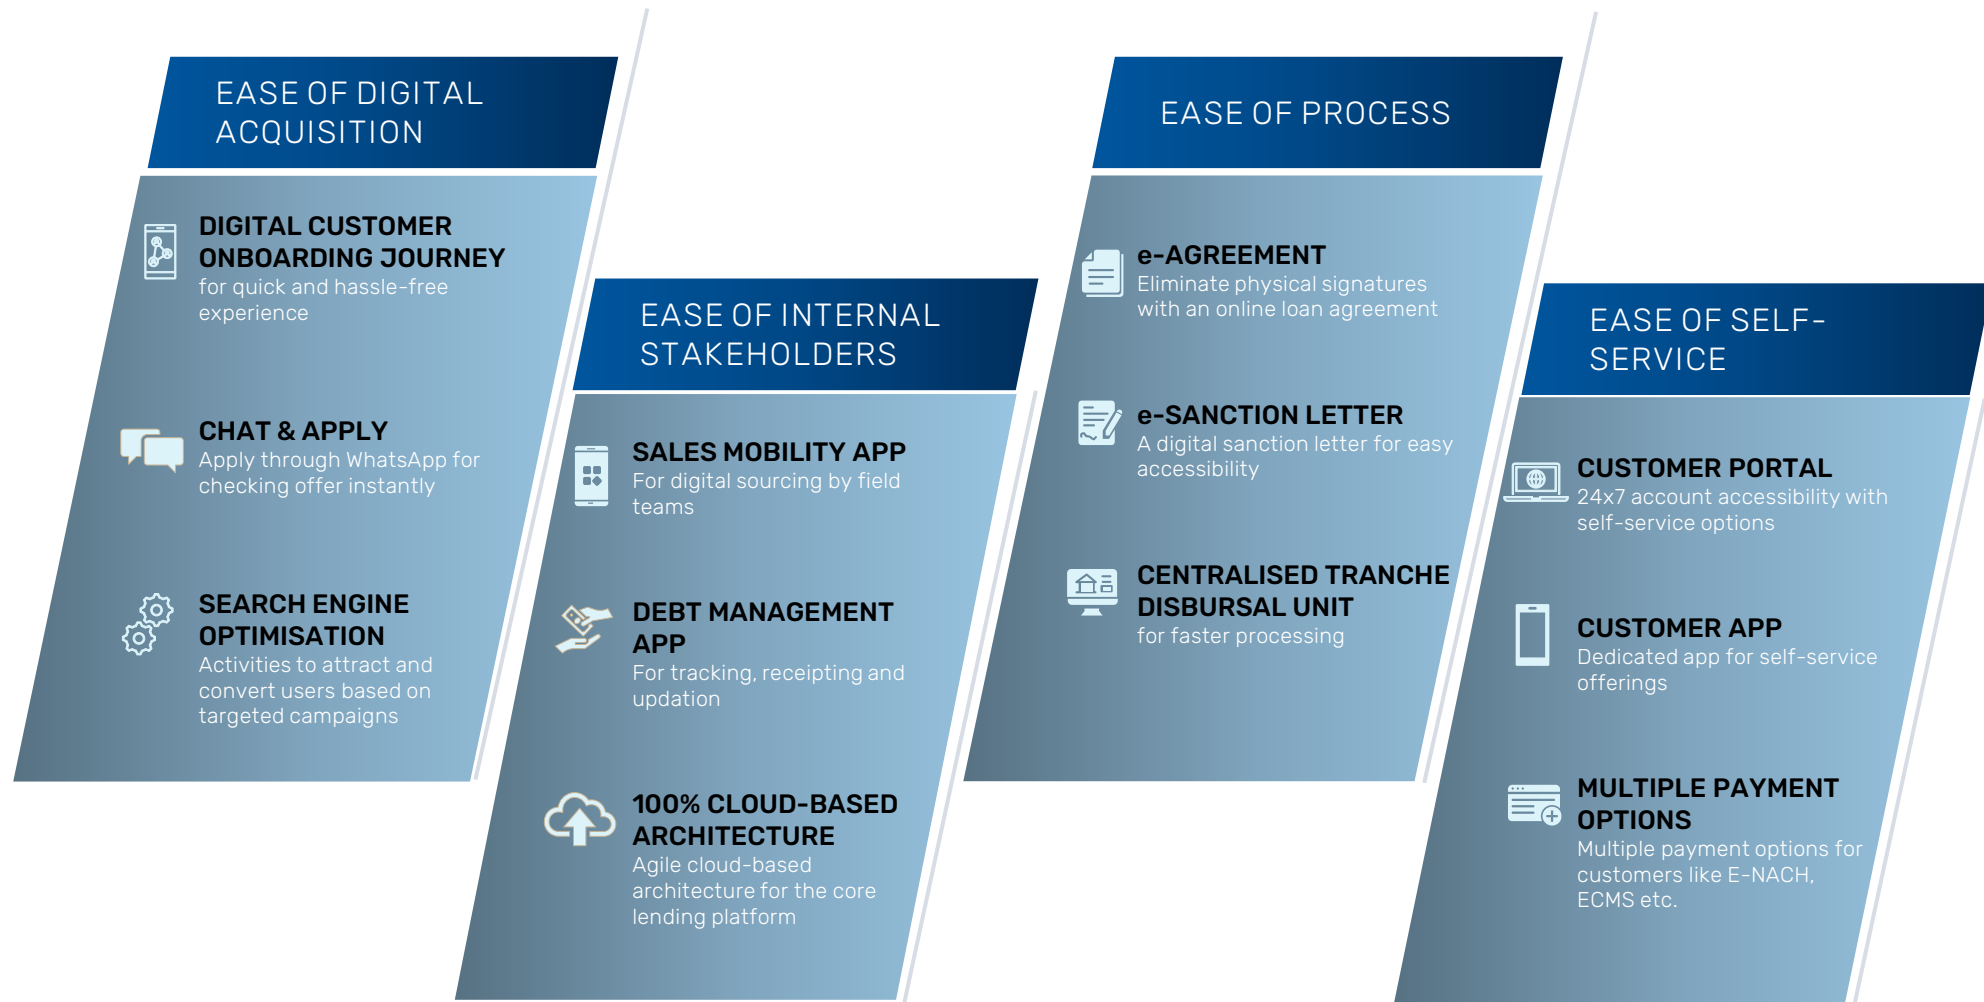 EASE OF DIGITAL
ACQUISITION
DIGITAL CUSTOMER
ONBOARDING JOURNEY
for quick and hassle-free
experience
CHAT & APPLY
Apply through WhatsApp for
checking offer instantly
SEARCH ENGINE
OPTIMISATION
Activities to attract and
convert users based on
targeted campaigns
EASE OF INTERNAL
STAKEHOLDERS
SALES MOBILITY APP
For digital sourcing by field
teams
DEBT MANAGEMENT
APP
For tracking, receipting and
updation
100% CLOUD-BASED
ARCHITECTURE
Agile cloud-based
architecture for the core
lending platform
EASE OF PROCESS
e-AGREEMENT
Eliminate physical signatures
with an online loan agreement
e-SANCTION LETTER
A digital sanction letter for easy
accessibility
CENTRALISED TRANCHE
DISBURSAL UNIT
for faster processing
EASE OF SELF-
SERVICE
CUSTOMER PORTAL
24x7 account accessibility with
self-service options
CUSTOMER APP
Dedicated app for self-service
offerings
MULTIPLE PAYMENT
OPTIONS
Multiple payment options for
customers like E-NACH,
ECMS etc.